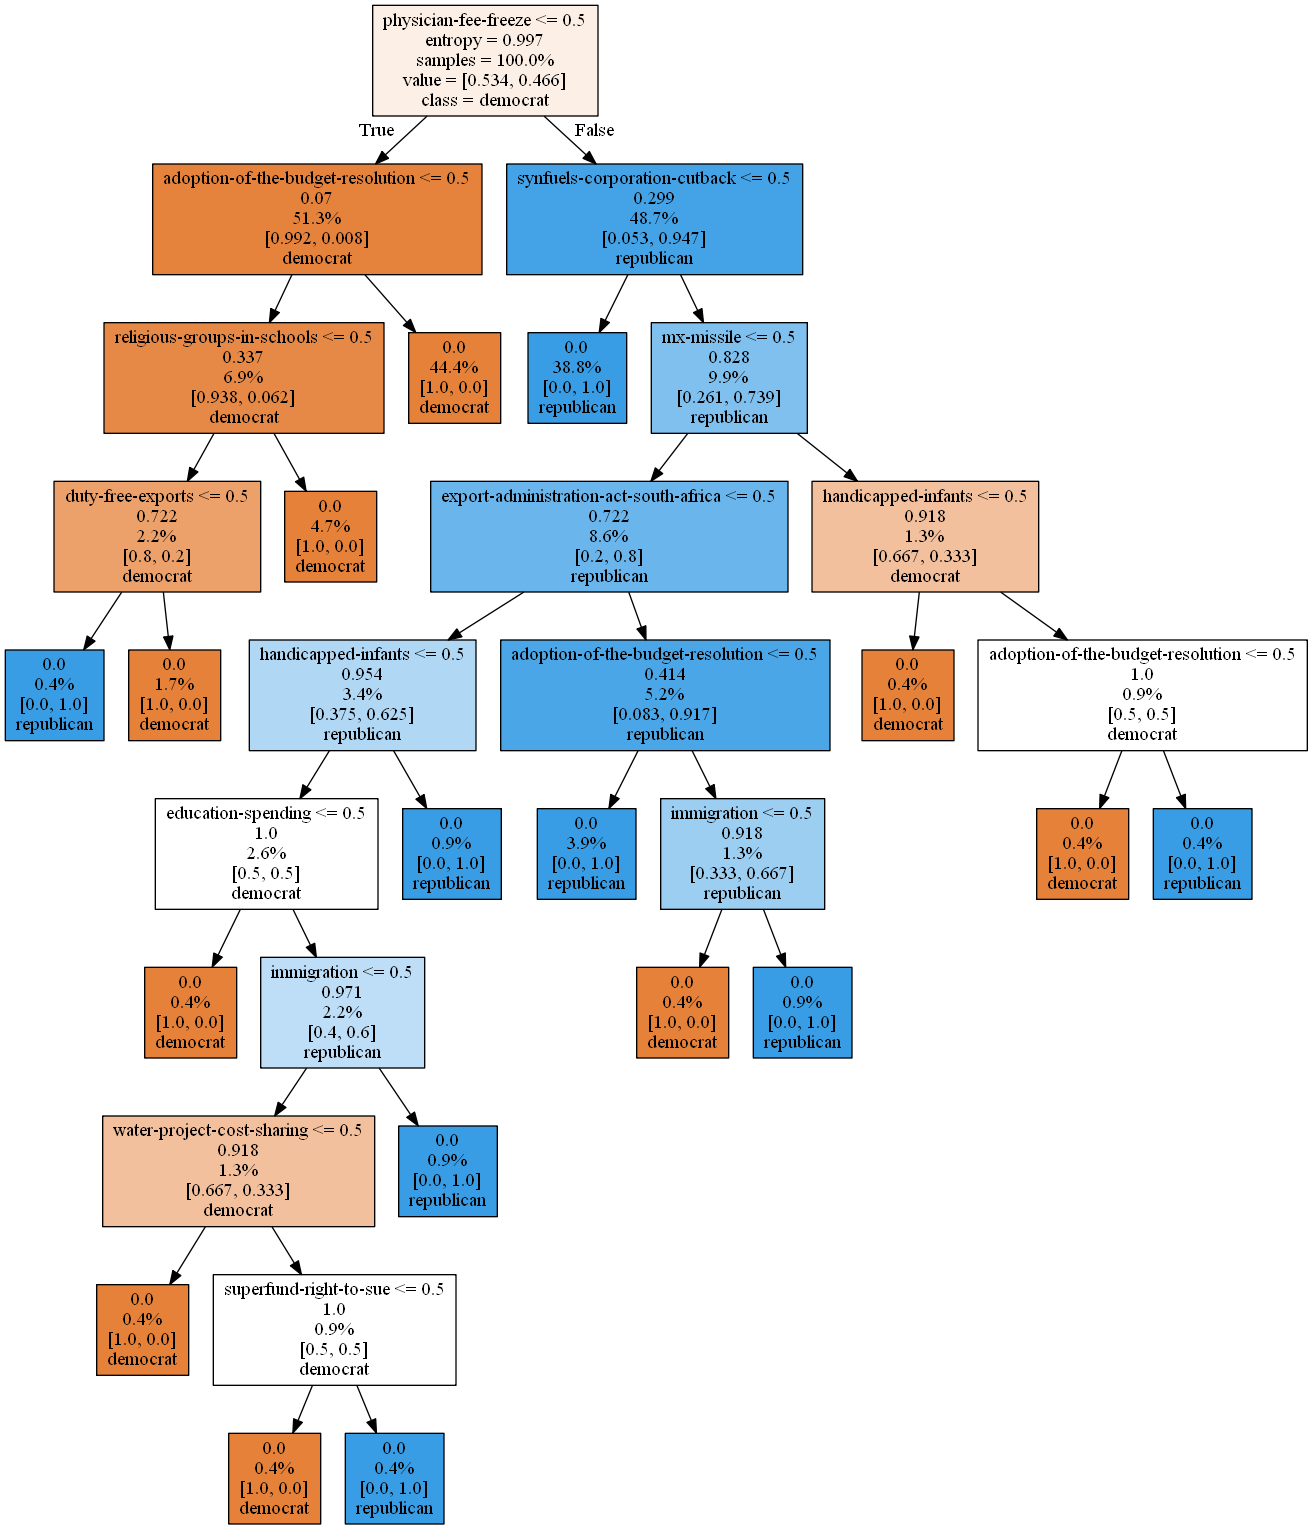 physician-fee-freeze <= 0.5
entropy = 0.997
samples = 100.0%
value = [0.534, 0.466]
class = democrat
True
False
adoption-of-the-budget-resolution <= 0.5
0.07
51.3%
[0.992, 0.008]
democrat
synfuels-corporation-cutback <= 0.5
0.299
48.7%
[0.053, 0.947]
republican
religious-groups-in-schools <= 0.5
0.337
6.9%
[0.938, 0.062]
democrat
0.0
44.4%
[1.0, 0.0]
democrat
0.0
38.8%
[0.0, 1.0]
republican
mx-missile <= 0.5
0.828
9.9%
[0.261, 0.739]
republican
duty-free-exports <= 0.5
0.722
2.2%
[0.8, 0.2]
democrat
0.0
4.7%
[1.0, 0.0]
democrat
export-administration-act-south-africa <= 0.5
0.722
8.6%
[0.2, 0.8]
republican
handicapped-infants <= 0.5
0.918
1.3%
[0.667, 0.333]
democrat
0.0
0.4%
[0.0, 1.0]
republican
0.0
1.7%
[1.0, 0.0]
democrat
handicapped-infants <= 0.5
0.954
3.4%
[0.375, 0.625]
republican
adoption-of-the-budget-resolution <= 0.5
0.414
5.2%
[0.083, 0.917]
republican
0.0
0.4%
[1.0, 0.0]
democrat
adoption-of-the-budget-resolution <= 0.5
1.0
0.9%
[0.5, 0.5]
democrat
education-spending <= 0.5
1.0
2.6%
[0.5, 0.5]
democrat
0.0
0.9%
[0.0, 1.0]
republican
0.0
3.9%
[0.0, 1.0]
republican
immigration <= 0.5
0.918
1.3%
[0.333, 0.667]
republican
0.0
0.4%
[1.0, 0.0]
democrat
0.0
0.4%
[0.0, 1.0]
republican
0.0
0.4%
[1.0, 0.0]
democrat
immigration <= 0.5
0.971
2.2%
[0.4, 0.6]
republican
0.0
0.4%
[1.0, 0.0]
democrat
0.0
0.9%
[0.0, 1.0]
republican
water-project-cost-sharing <= 0.5
0.918
1.3%
[0.667, 0.333]
democrat
0.0
0.9%
[0.0, 1.0]
republican
0.0
0.4%
[1.0, 0.0]
democrat
superfund-right-to-sue <= 0.5
1.0
0.9%
[0.5, 0.5]
democrat
0.0
0.4%
[1.0, 0.0]
democrat
0.0
0.4%
[0.0, 1.0]
republican